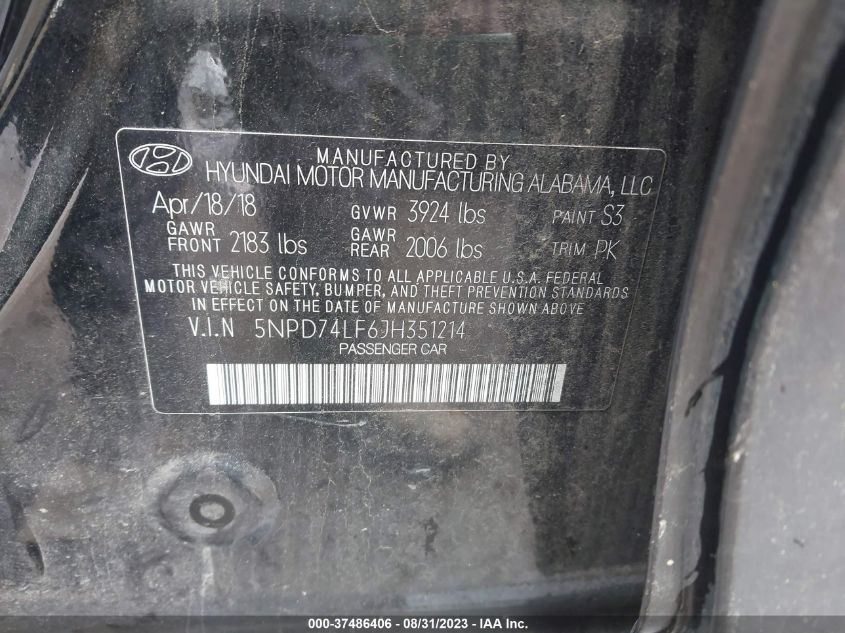 MANUFACTURED BY
HYUNDAI MOTOR MANUFACTURING ALABAMA, LLC
Apr/18/18 GVWR 3924 lbs PAINT S3
GAWR FRONT 2183 lbs GAWR REAR 2006 lbs TRIM PK
THIS VEHICLE CONFORMS TO ALL APPLICABLE U.S.A. FEDERAL
MOTOR VEHICLE SAFETY, BUMPER, AND THEFT PREVENTION STANDARDS
IN EFFECT ON THE DATE OF MANUFACTURE SHOWN ABOVE
V.I.N 5NPD74LF6JH351214
PASSENGER CAR
000-37486406 - 08/31/2023 - IAA Inc.